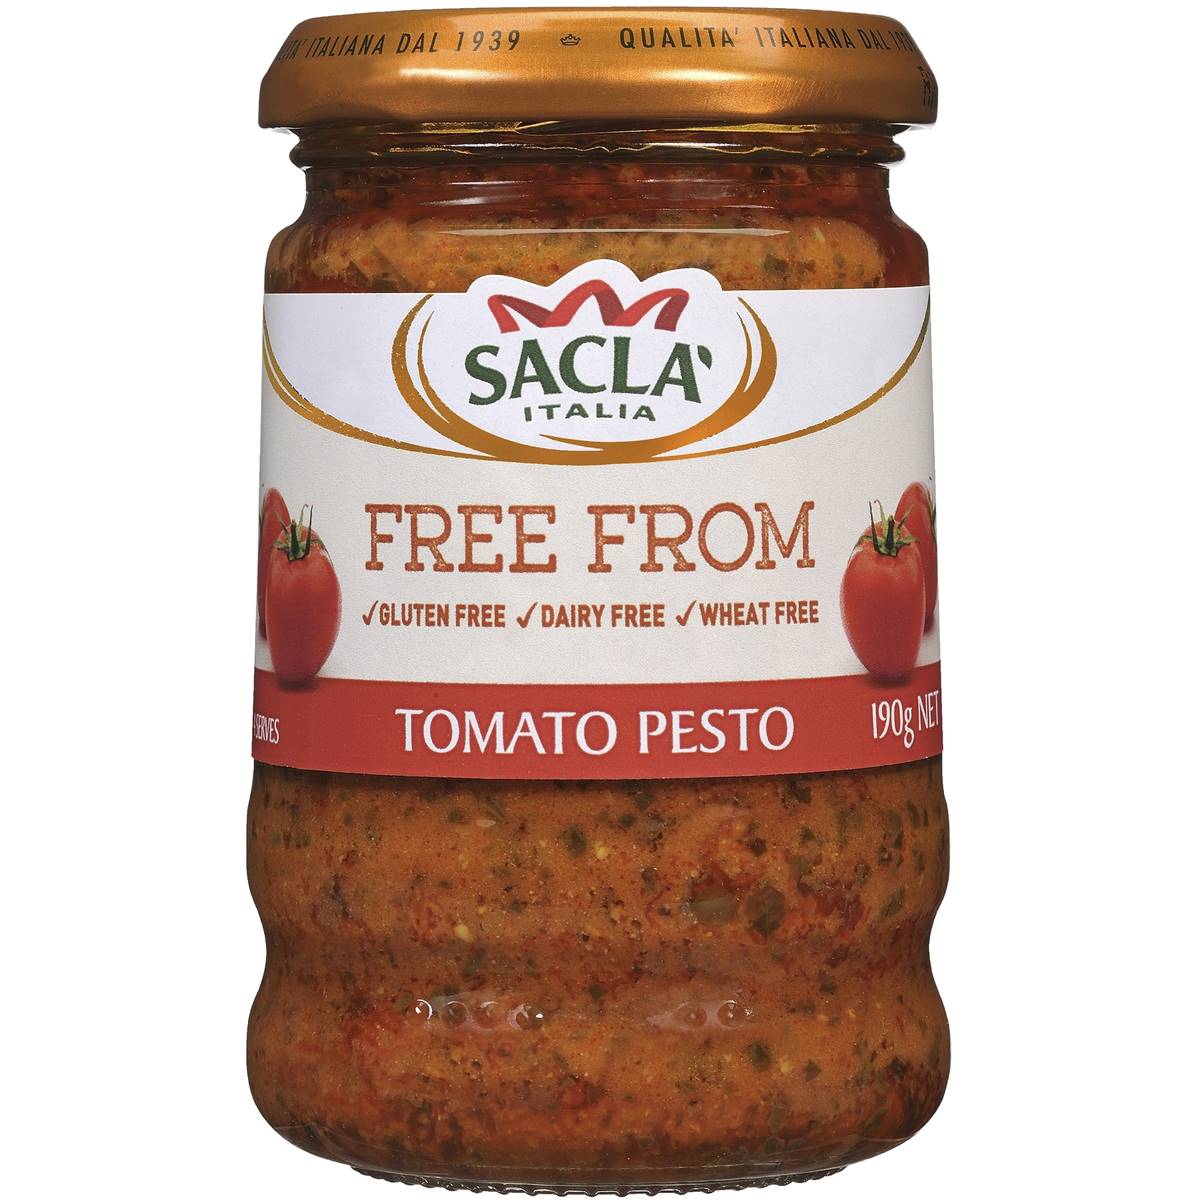 ITALIANA DAL 1939 QUALITA' ITALIANA DAL
SACLA'
ITALIA
FREE FROM
✓GLUTEN FREE ✓DAIRY FREE ✓WHEAT FREE
SERVES TOMATO PESTO 190g NET